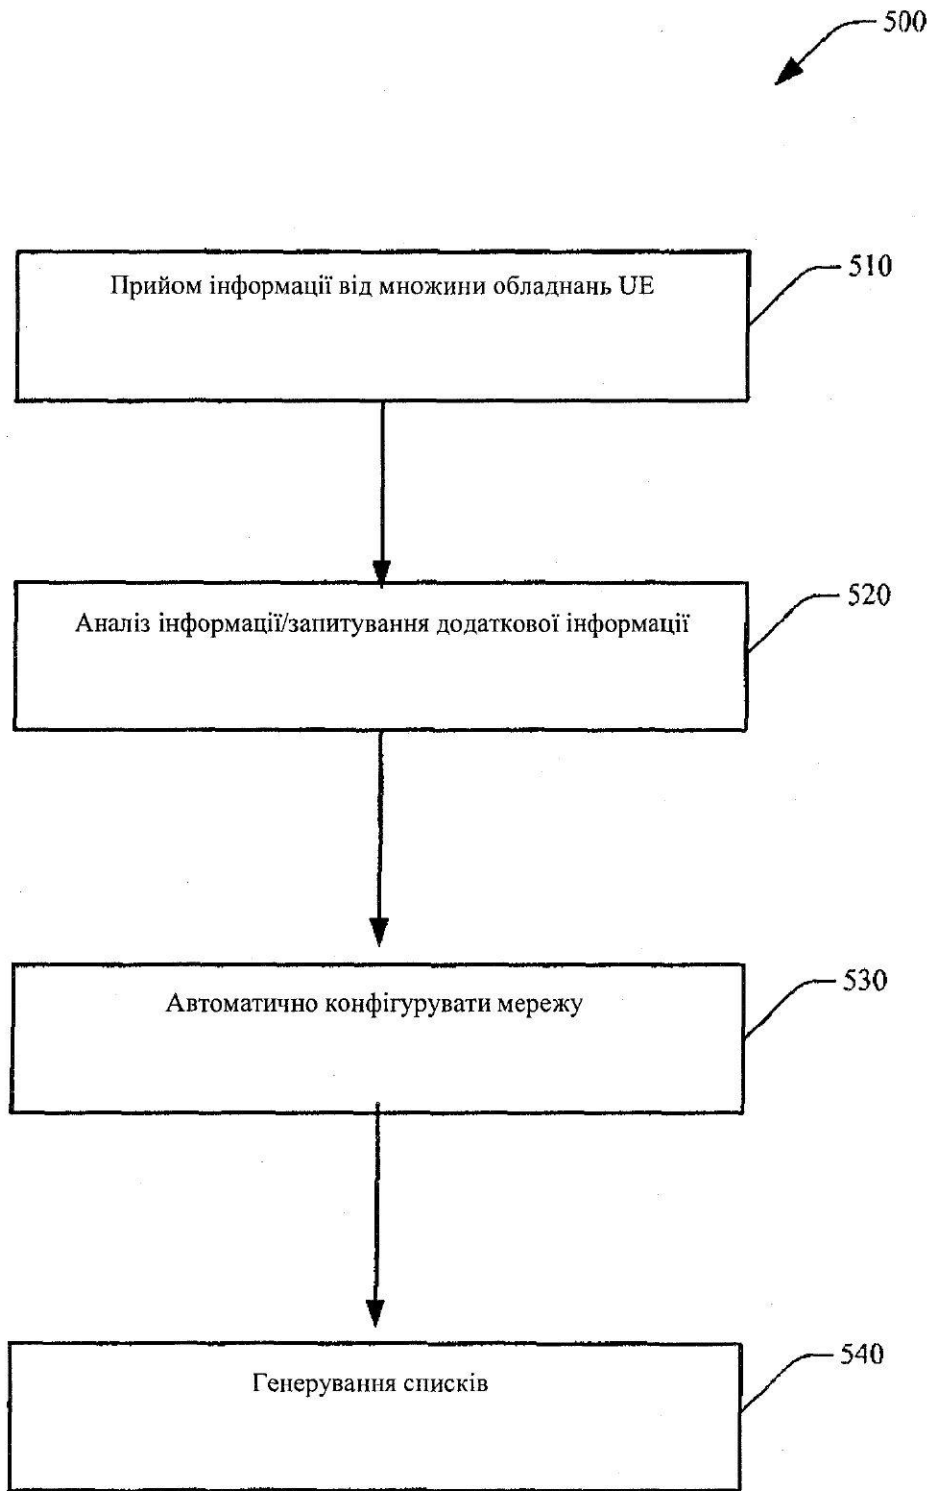 500
Прийом інформації від множини обладнань UE
510
Аналіз інформації/запитування додаткової інформації
520
Автоматично конфігурувати мережу
530
Генерування списків
540